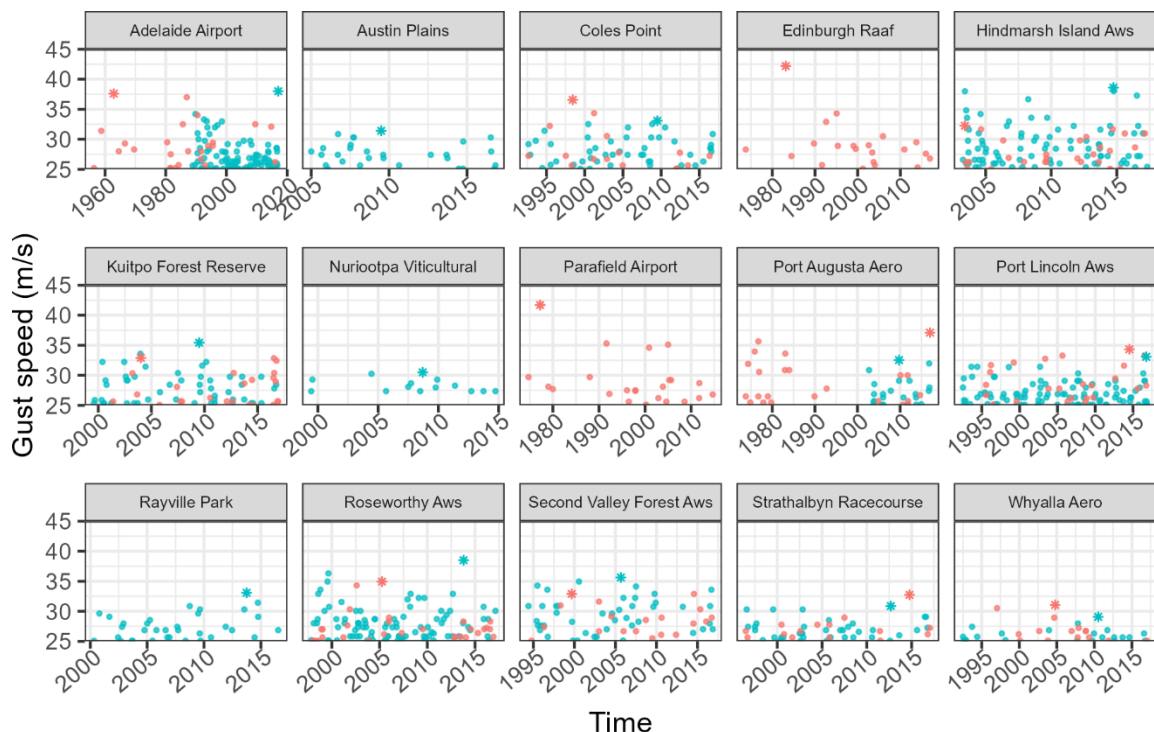 Adelaide Airport Austin Plains Coles Point Edinburgh Raaf Hindmarsh Island Aws
45
40
35
30
25
1960 1980 2000 2020 2005 2010 2015 1995 2000 2005 2010 2015 1980 1990 2000 2010 2005 2010 2015
Kuitpo Forest Reserve Nuriootpa Viticultural Parafield Airport Port Augusta Aero Port Lincoln Aws
45
40
35
30
25
2000 2005 2010 2015 2000 2005 2010 2015 1980 1990 2000 2010 1980 1990 2000 2010 1995 2000 2005 2010 2015
Rayville Park Roseworthy Aws Second Valley Forest Aws Strathalbyn Racecourse Whyalla Aero
45
40
35
30
25
2000 2005 2010 2015 2000 2005 2010 2015 1995 2000 2005 2010 2015 2000 2005 2010 2015 1995 2000 2005 2010 2015
Gust speed (m/s)
Time